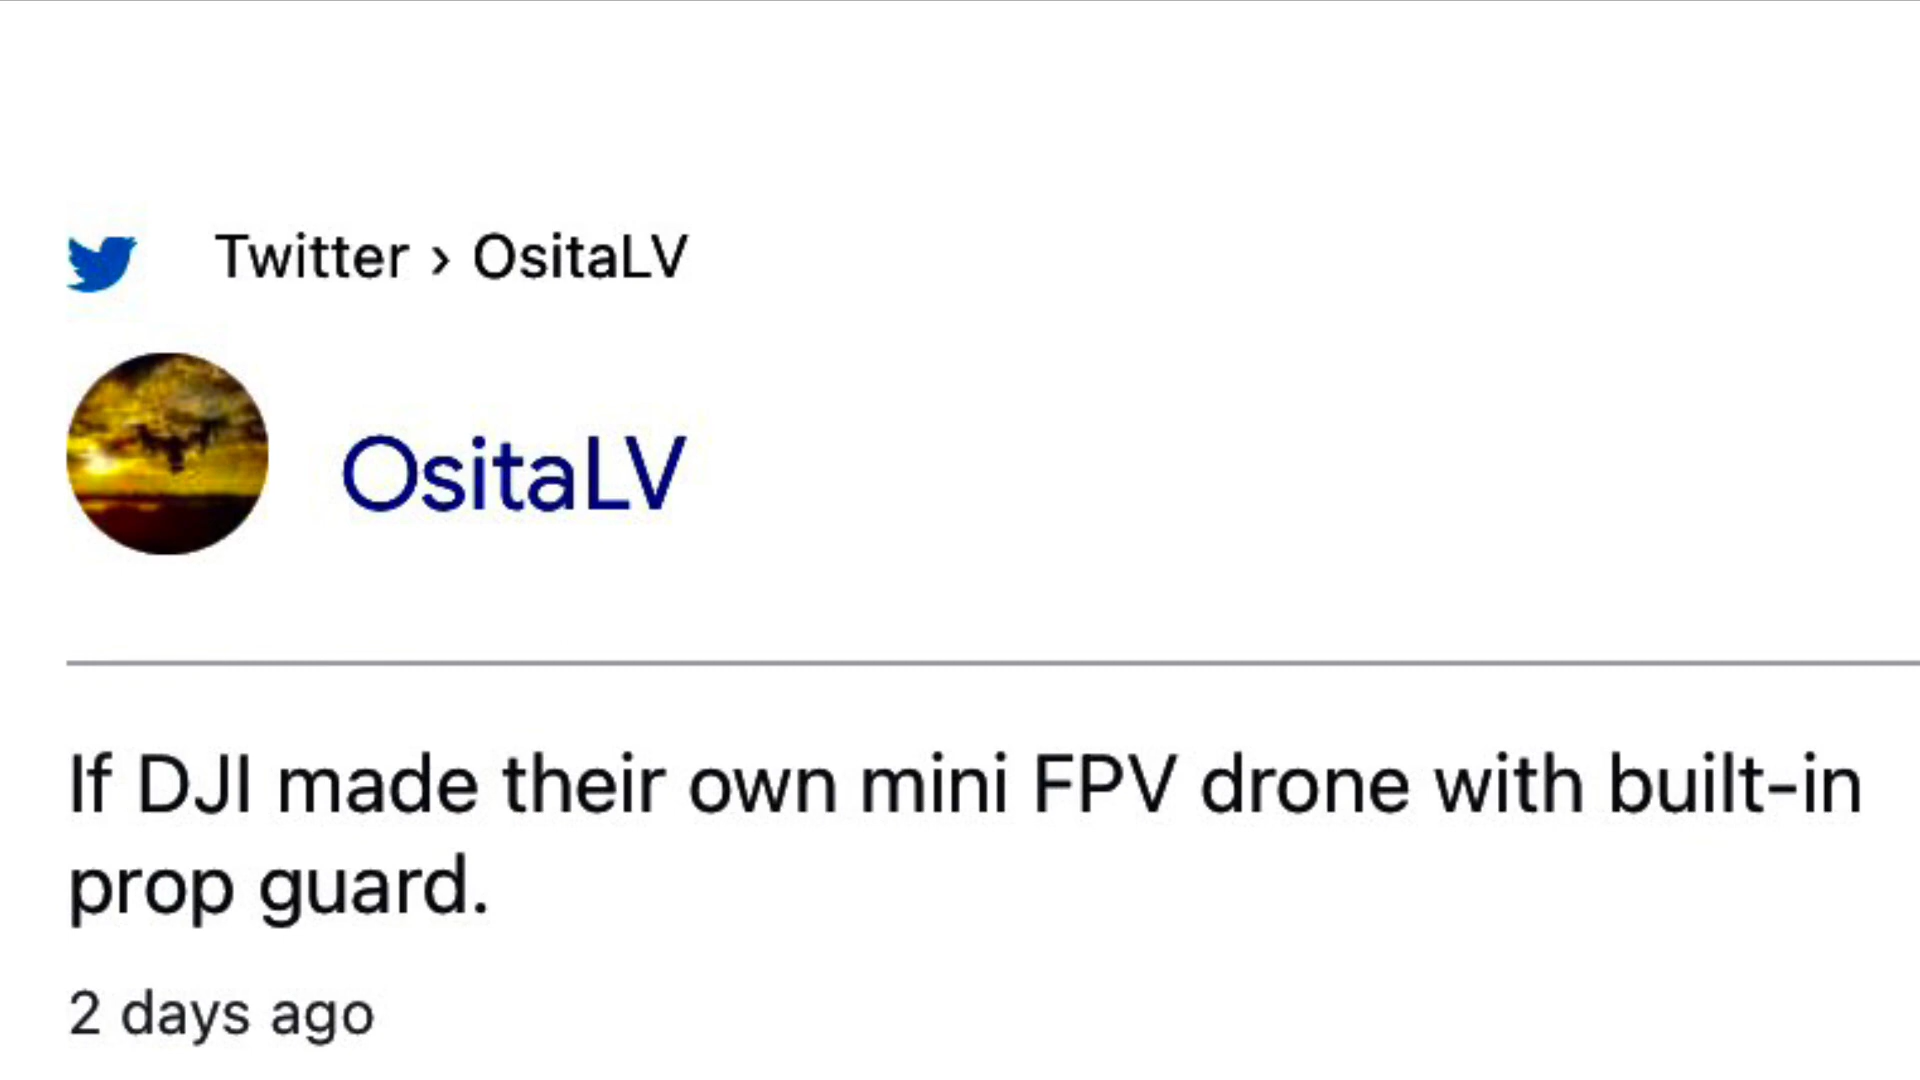 Twitter › OsitaLV
OsitaLV
If DJI made their own mini FPV drone with built-in
prop guard.
2 days ago